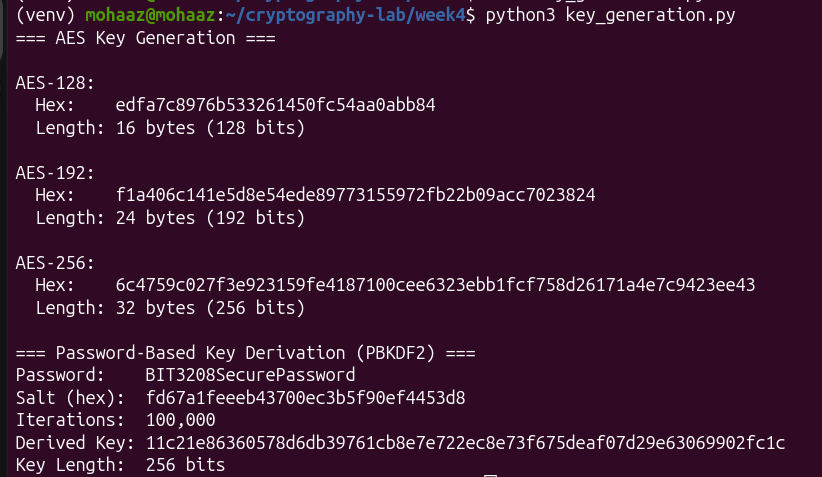 (venv) mohaaz@mohaaz:~/cryptography-lab/week4$ python3 key_generation.py
=== AES Key Generation ===
AES-128:
Hex: edfa7c8976b533261450fc54aa0abb84
Length: 16 bytes (128 bits)
AES-192:
Hex: f1a406c141e5d8e54ede89773155972fb22b09acc7023824
Length: 24 bytes (192 bits)
AES-256:
Hex: 6c4759c027f3e923159fe4187100cee6323ebb1fcf758d26171a4e7c9423ee43
Length: 32 bytes (256 bits)
=== Password-Based Key Derivation (PBKDF2) ===
Password: BIT3208SecurePassword
Salt (hex): fd67a1feeeb43700ec3b5f90ef4453d8
Iterations: 100,000
Derived Key: 11c21e86360578d6db39761cb8e7e722ec8e73f675deaf07d29e63069902fc1c
Key Length: 256 bits